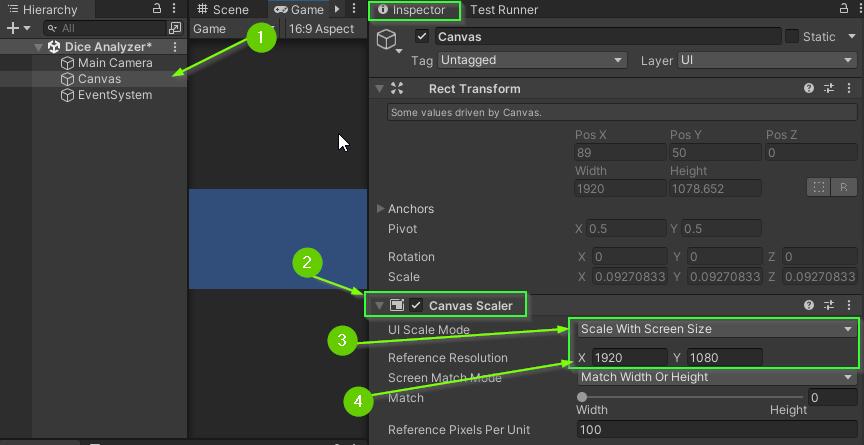 Hierarchy
All
Dice Analyzer*
Main Camera
Canvas
EventSystem
1
Scene
Game
Game
16:9 Aspect
Inspector
Test Runner
Canvas
Static
Tag Untagged
Layer UI
Rect Transform
Some values driven by Canvas.
Pos X Pos Y Pos Z
89 50 0
Width Height
1920 1078.652
R
Anchors
Pivot X 0.5 Y 0.5
Rotation X 0 Y 0 Z 0
Scale X 0.09270833 Y 0.09270833 Z 0.09270833
2
Canvas Scaler
3
UI Scale Mode Scale With Screen Size
Reference Resolution X 1920 Y 1080
4
Screen Match Mode Match Width Or Height
Match 0
Width Height
Reference Pixels Per Unit 100